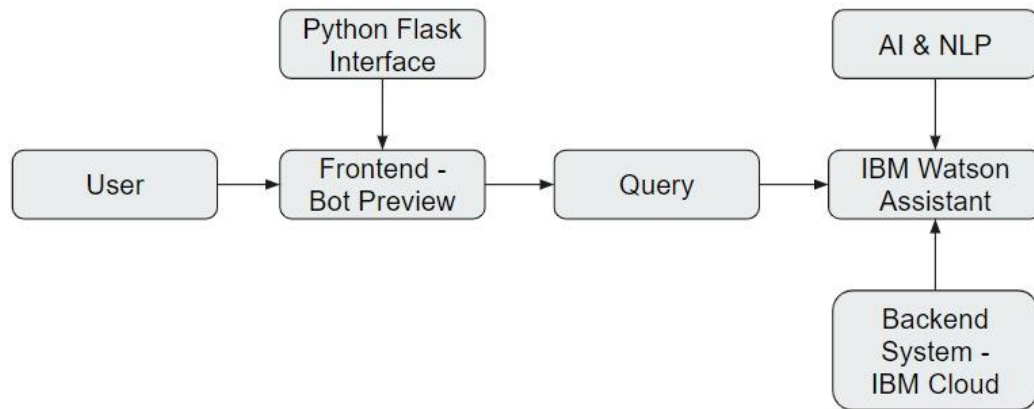 Python Flask
Interface
AI & NLP
User
Frontend -
Bot Preview
Query
IBM Watson
Assistant
Backend
System -
IBM Cloud